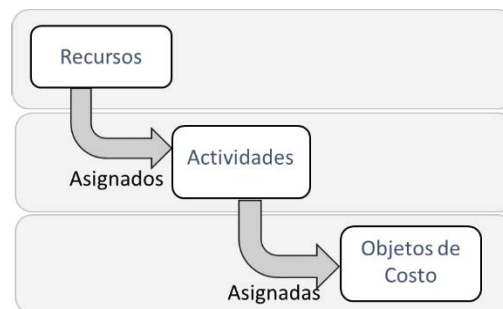 Recursos
Asignados
Actividades
Asignadas
Objetos de
Costo